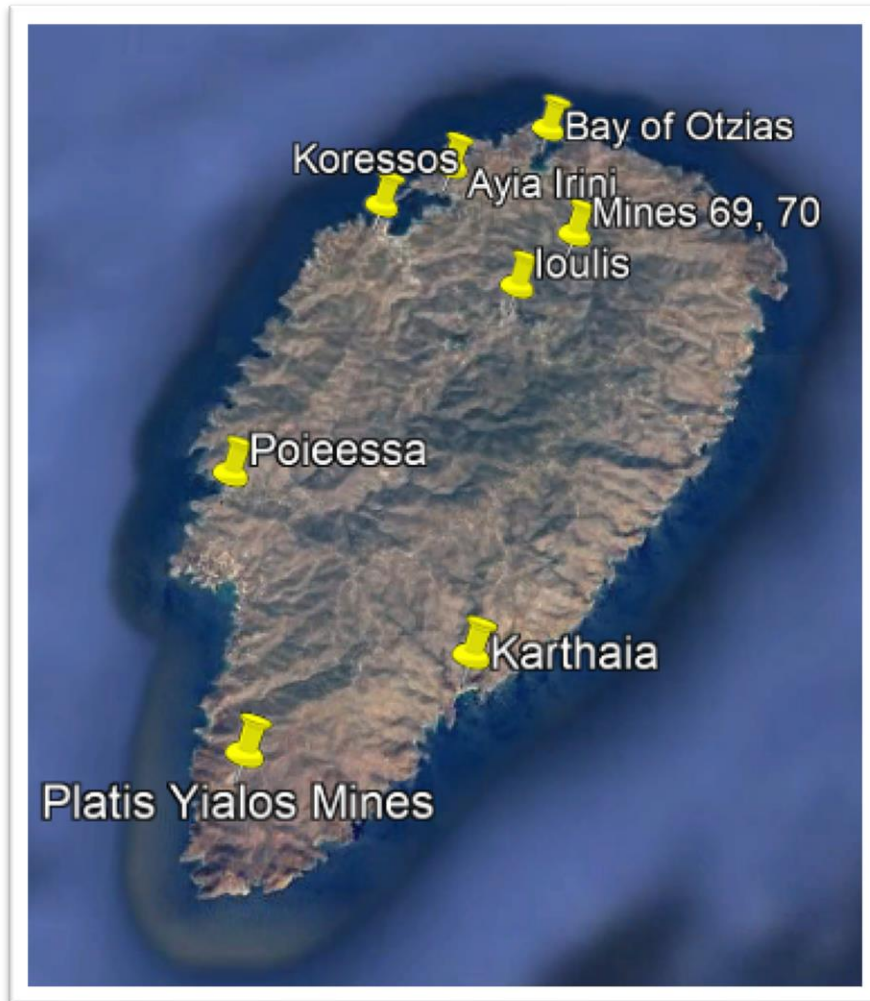 Bay of Otzias
Koressos
Ayia Irini
Mines 69, 70
Ioulis
Poieessa
Karthaia
Platis Yialos Mines